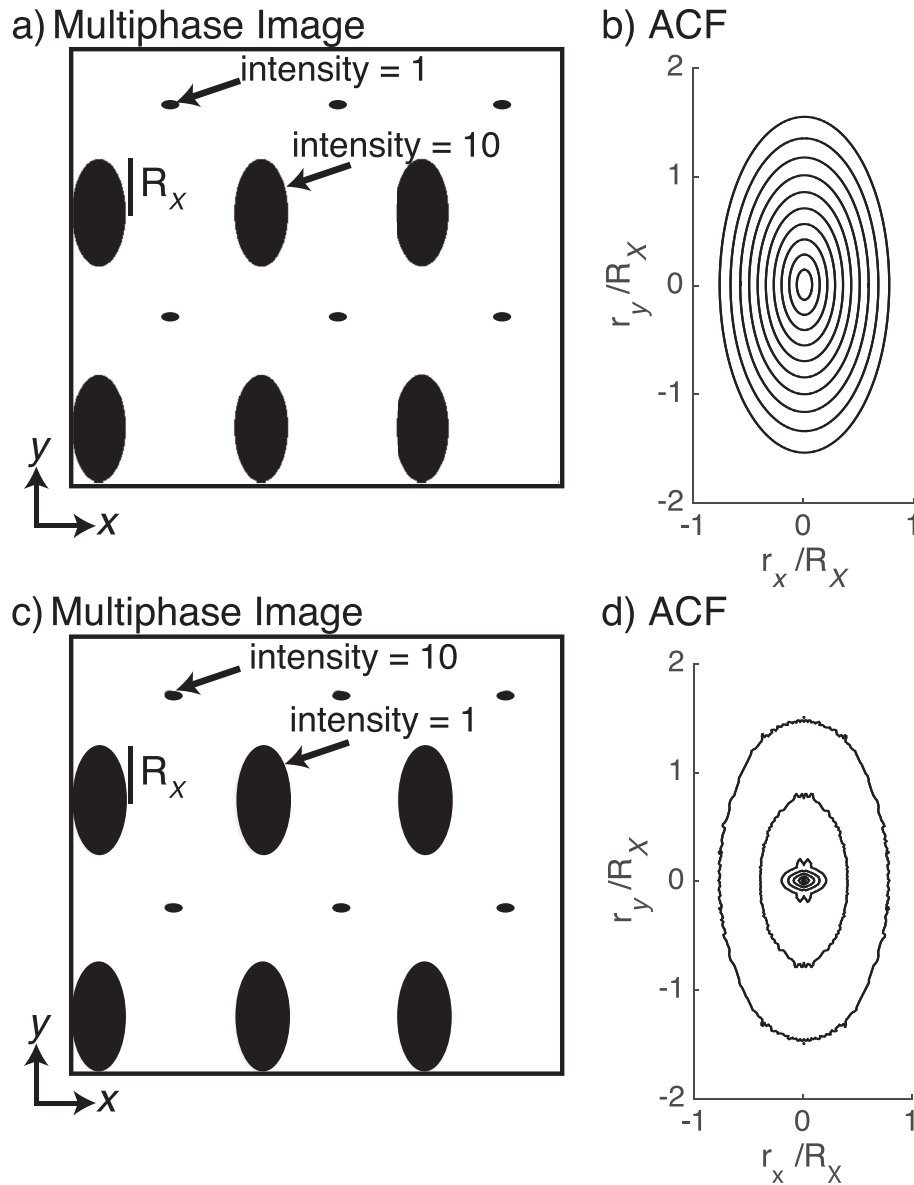 a) Multiphase Image
intensity = 1
intensity = 10
R_X
y
x
b) ACF
2
1
0
-1
-2
r_y/R_X
-1 0 1
r_x/R_X
c) Multiphase Image
intensity = 10
intensity = 1
R_X
y
x
d) ACF
2
1
0
-1
-2
r_y/R_X
-1 0 1
r_x/R_X